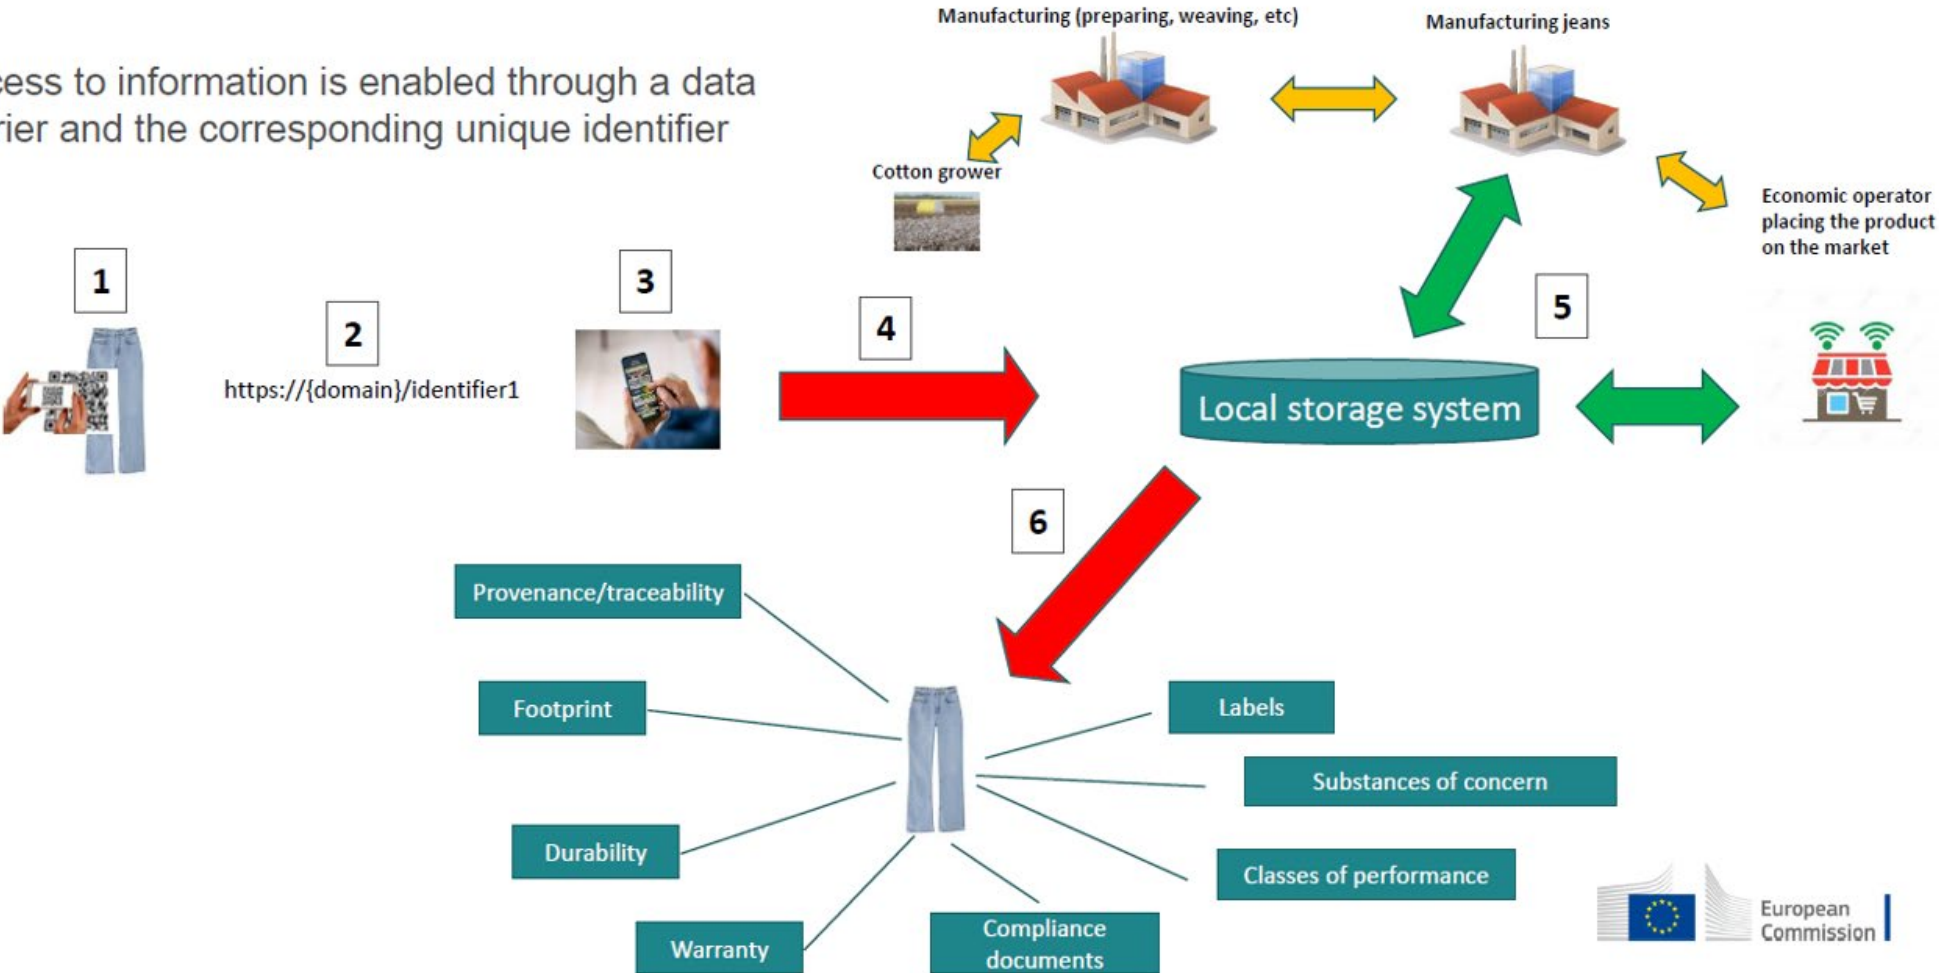 Manufacturing (preparing, weaving, etc)
Manufacturing jeans
cess to information is enabled through a data
rier and the corresponding unique identifier
Cotton grower
Economic operator
placing the product
on the market
1
2
3
4
5
https://{domain}/identifier1
Local storage system
6
Provenance/traceability
Footprint
Labels
Substances of concern
Durability
Classes of performance
Warranty
Compliance
documents
European
Commission